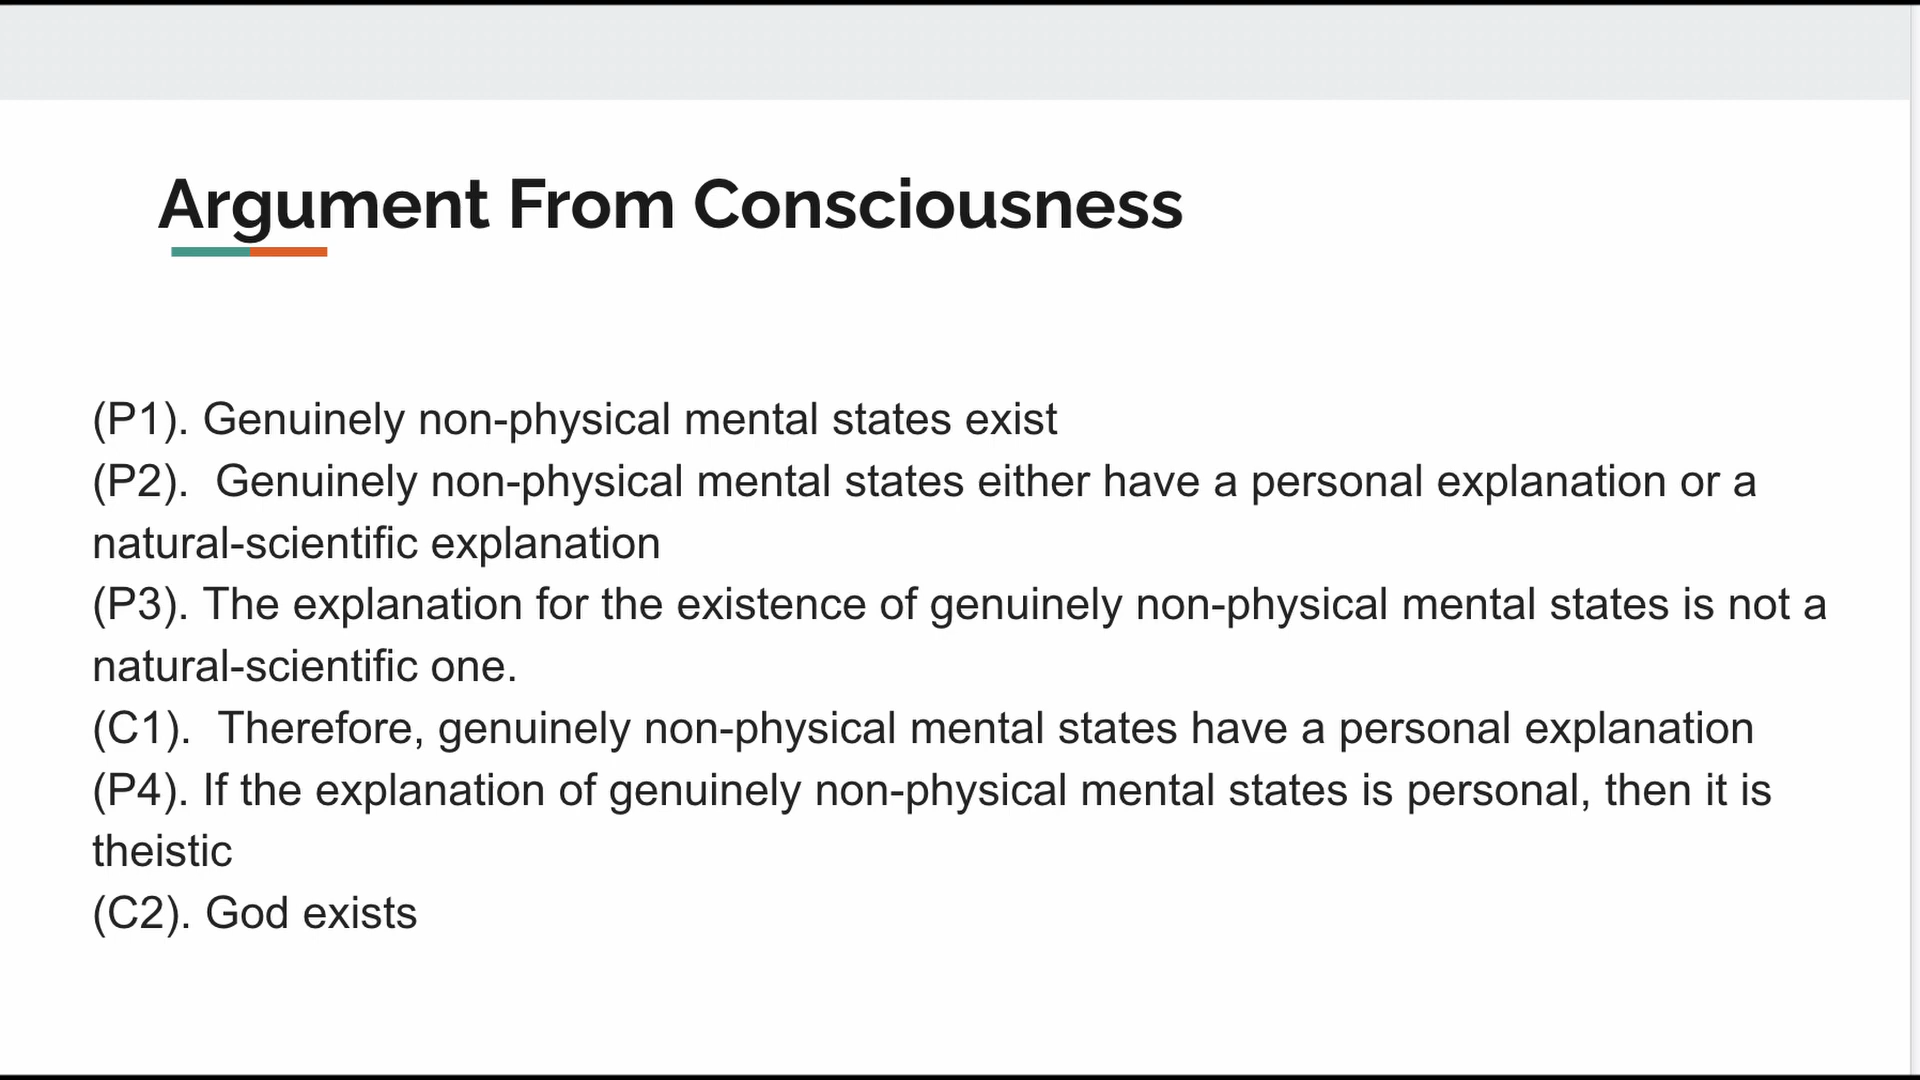 Argument From Consciousness
(P1). Genuinely non-physical mental states exist
(P2).  Genuinely non-physical mental states either have a personal explanation or a
natural-scientific explanation
(P3). The explanation for the existence of genuinely non-physical mental states is not a
natural-scientific one.
(C1).  Therefore, genuinely non-physical mental states have a personal explanation
(P4). If the explanation of genuinely non-physical mental states is personal, then it is
theistic
(C2). God exists